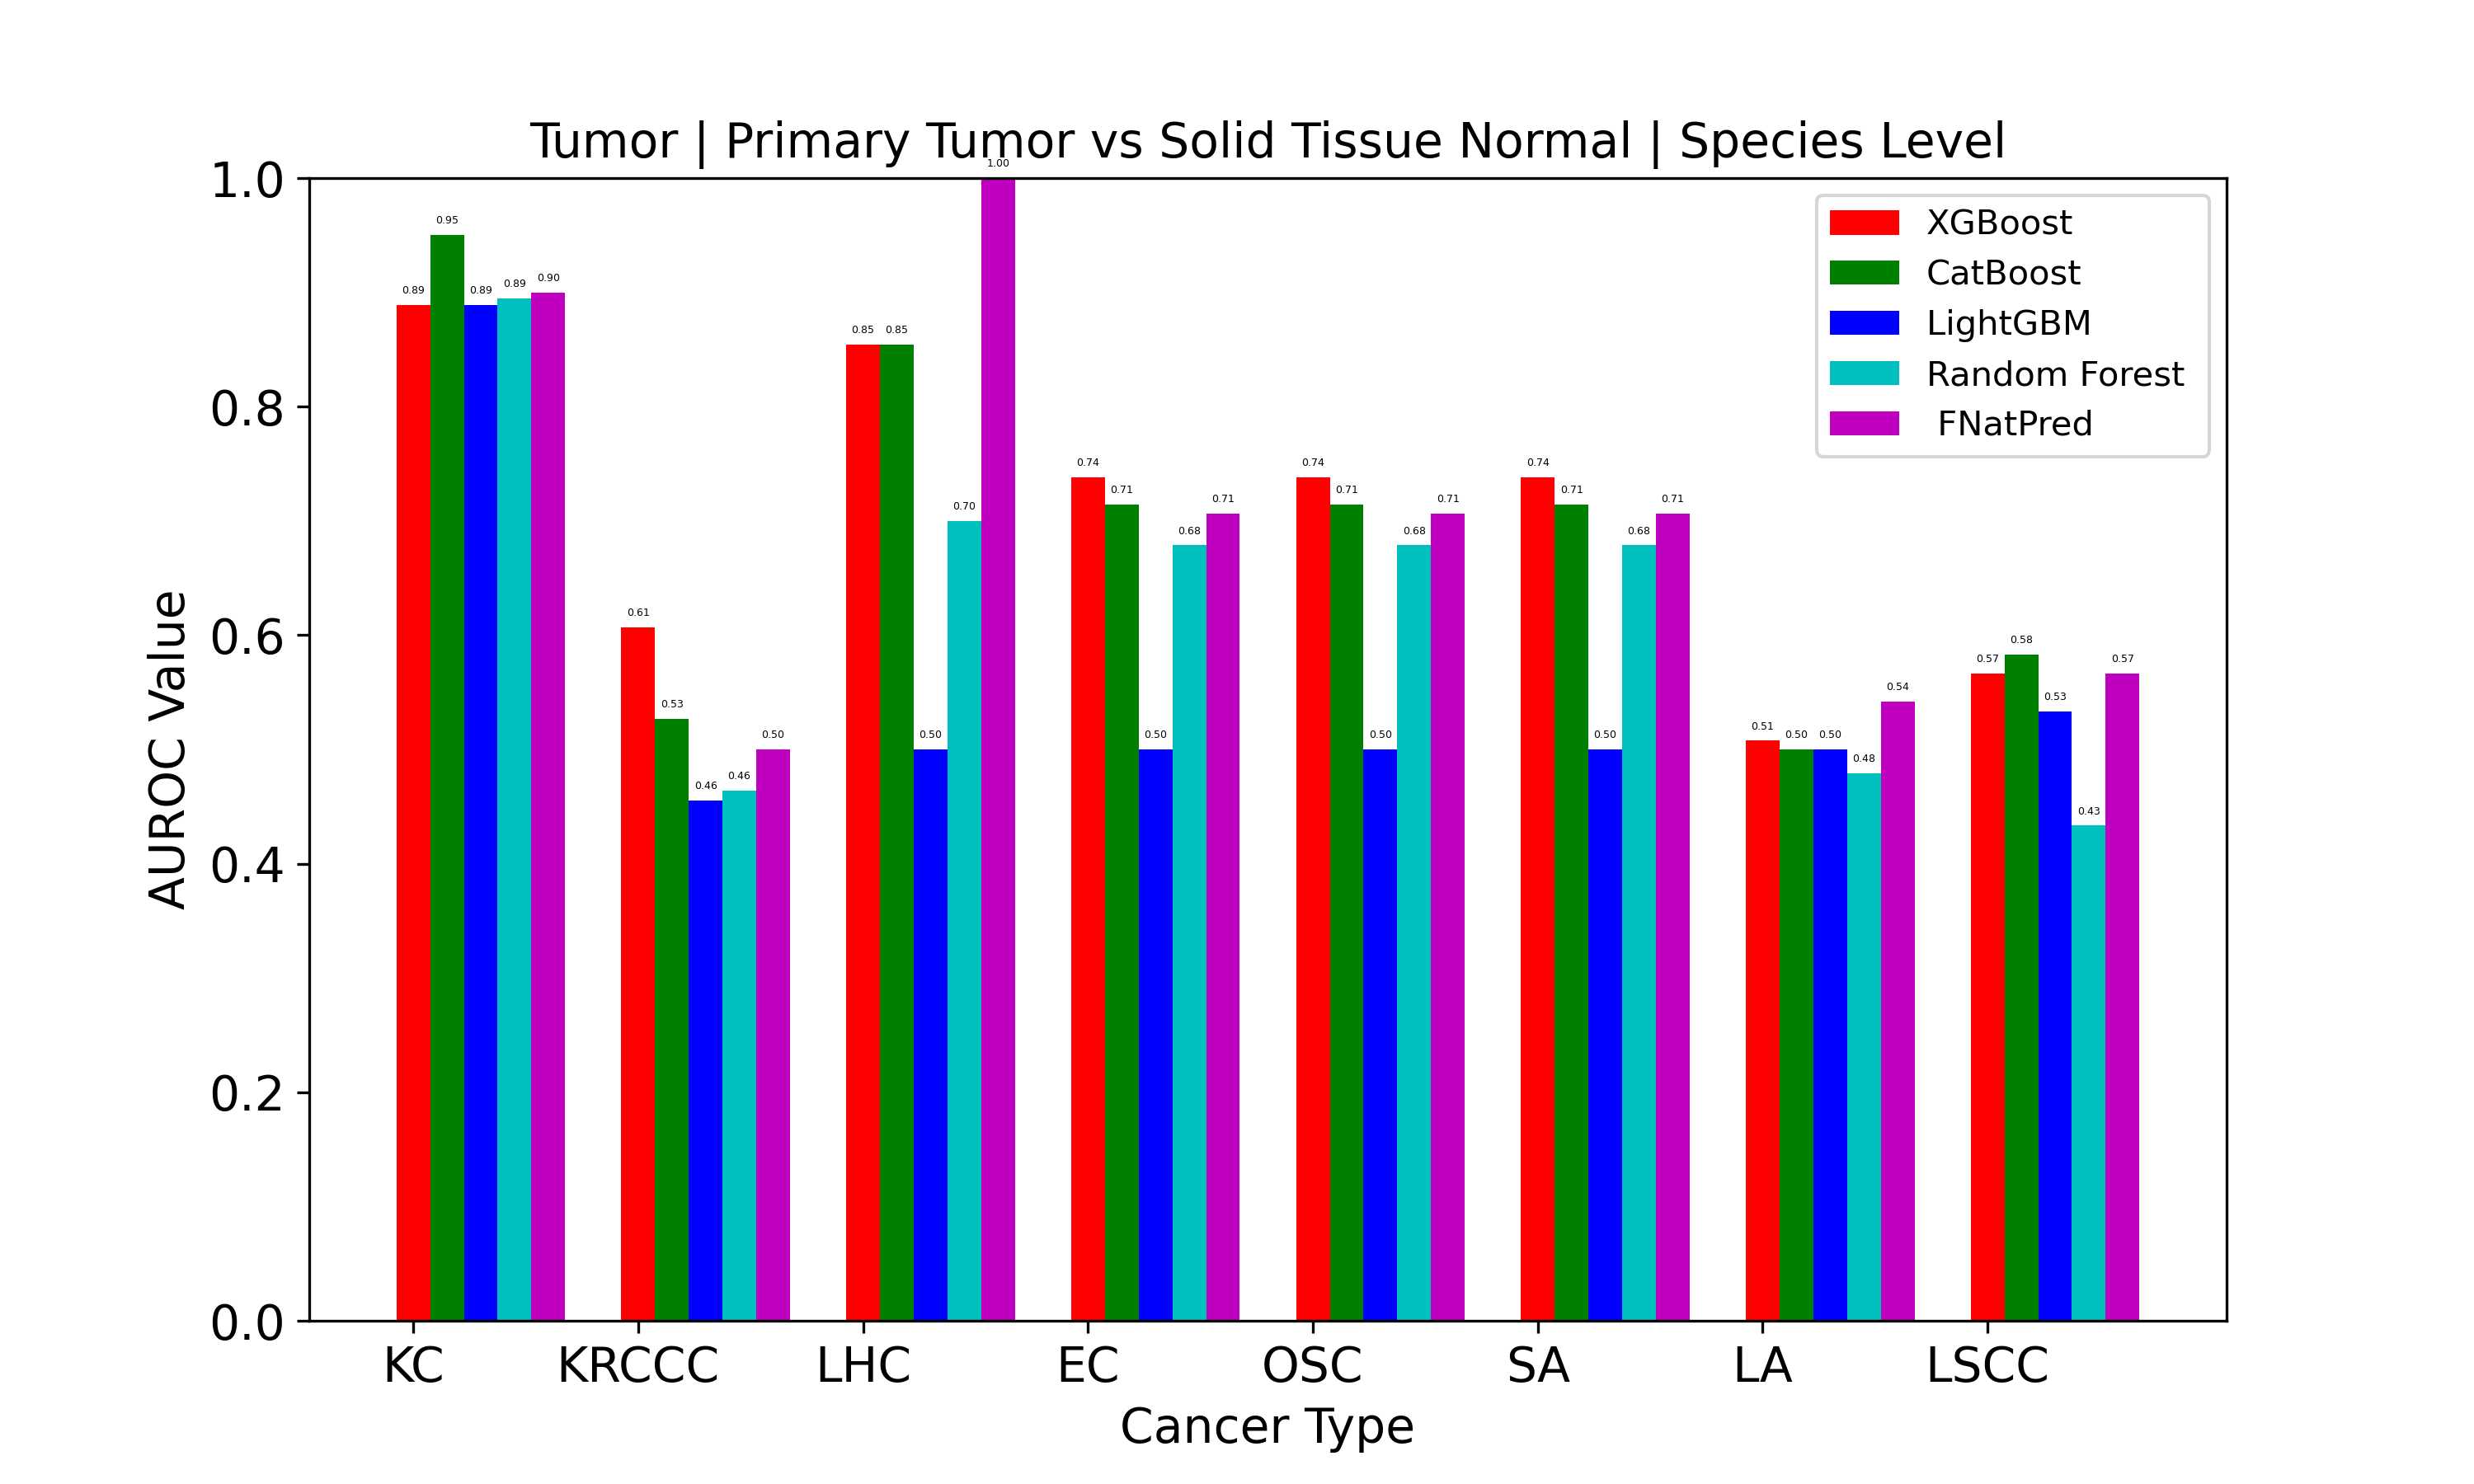 Tumor | Primary Tumor vs Solid Tissue Normal | Species Level
AUROC Value
1.0
0.8
0.6
0.4
0.2
0.0
XGBoost
CatBoost
LightGBM
Random Forest
FNatPred
0.89 0.95 0.89 0.89 0.90
0.61 0.53 0.46 0.46 0.50
0.85 0.85 0.50 0.70 1.00
0.74 0.71 0.50 0.68 0.71
0.74 0.71 0.50 0.68 0.71
0.74 0.71 0.50 0.68 0.71
0.51 0.50 0.50 0.48 0.54
0.57 0.58 0.53 0.43 0.57
KC KRCCC LHC EC OSC SA LA LSCC
Cancer Type